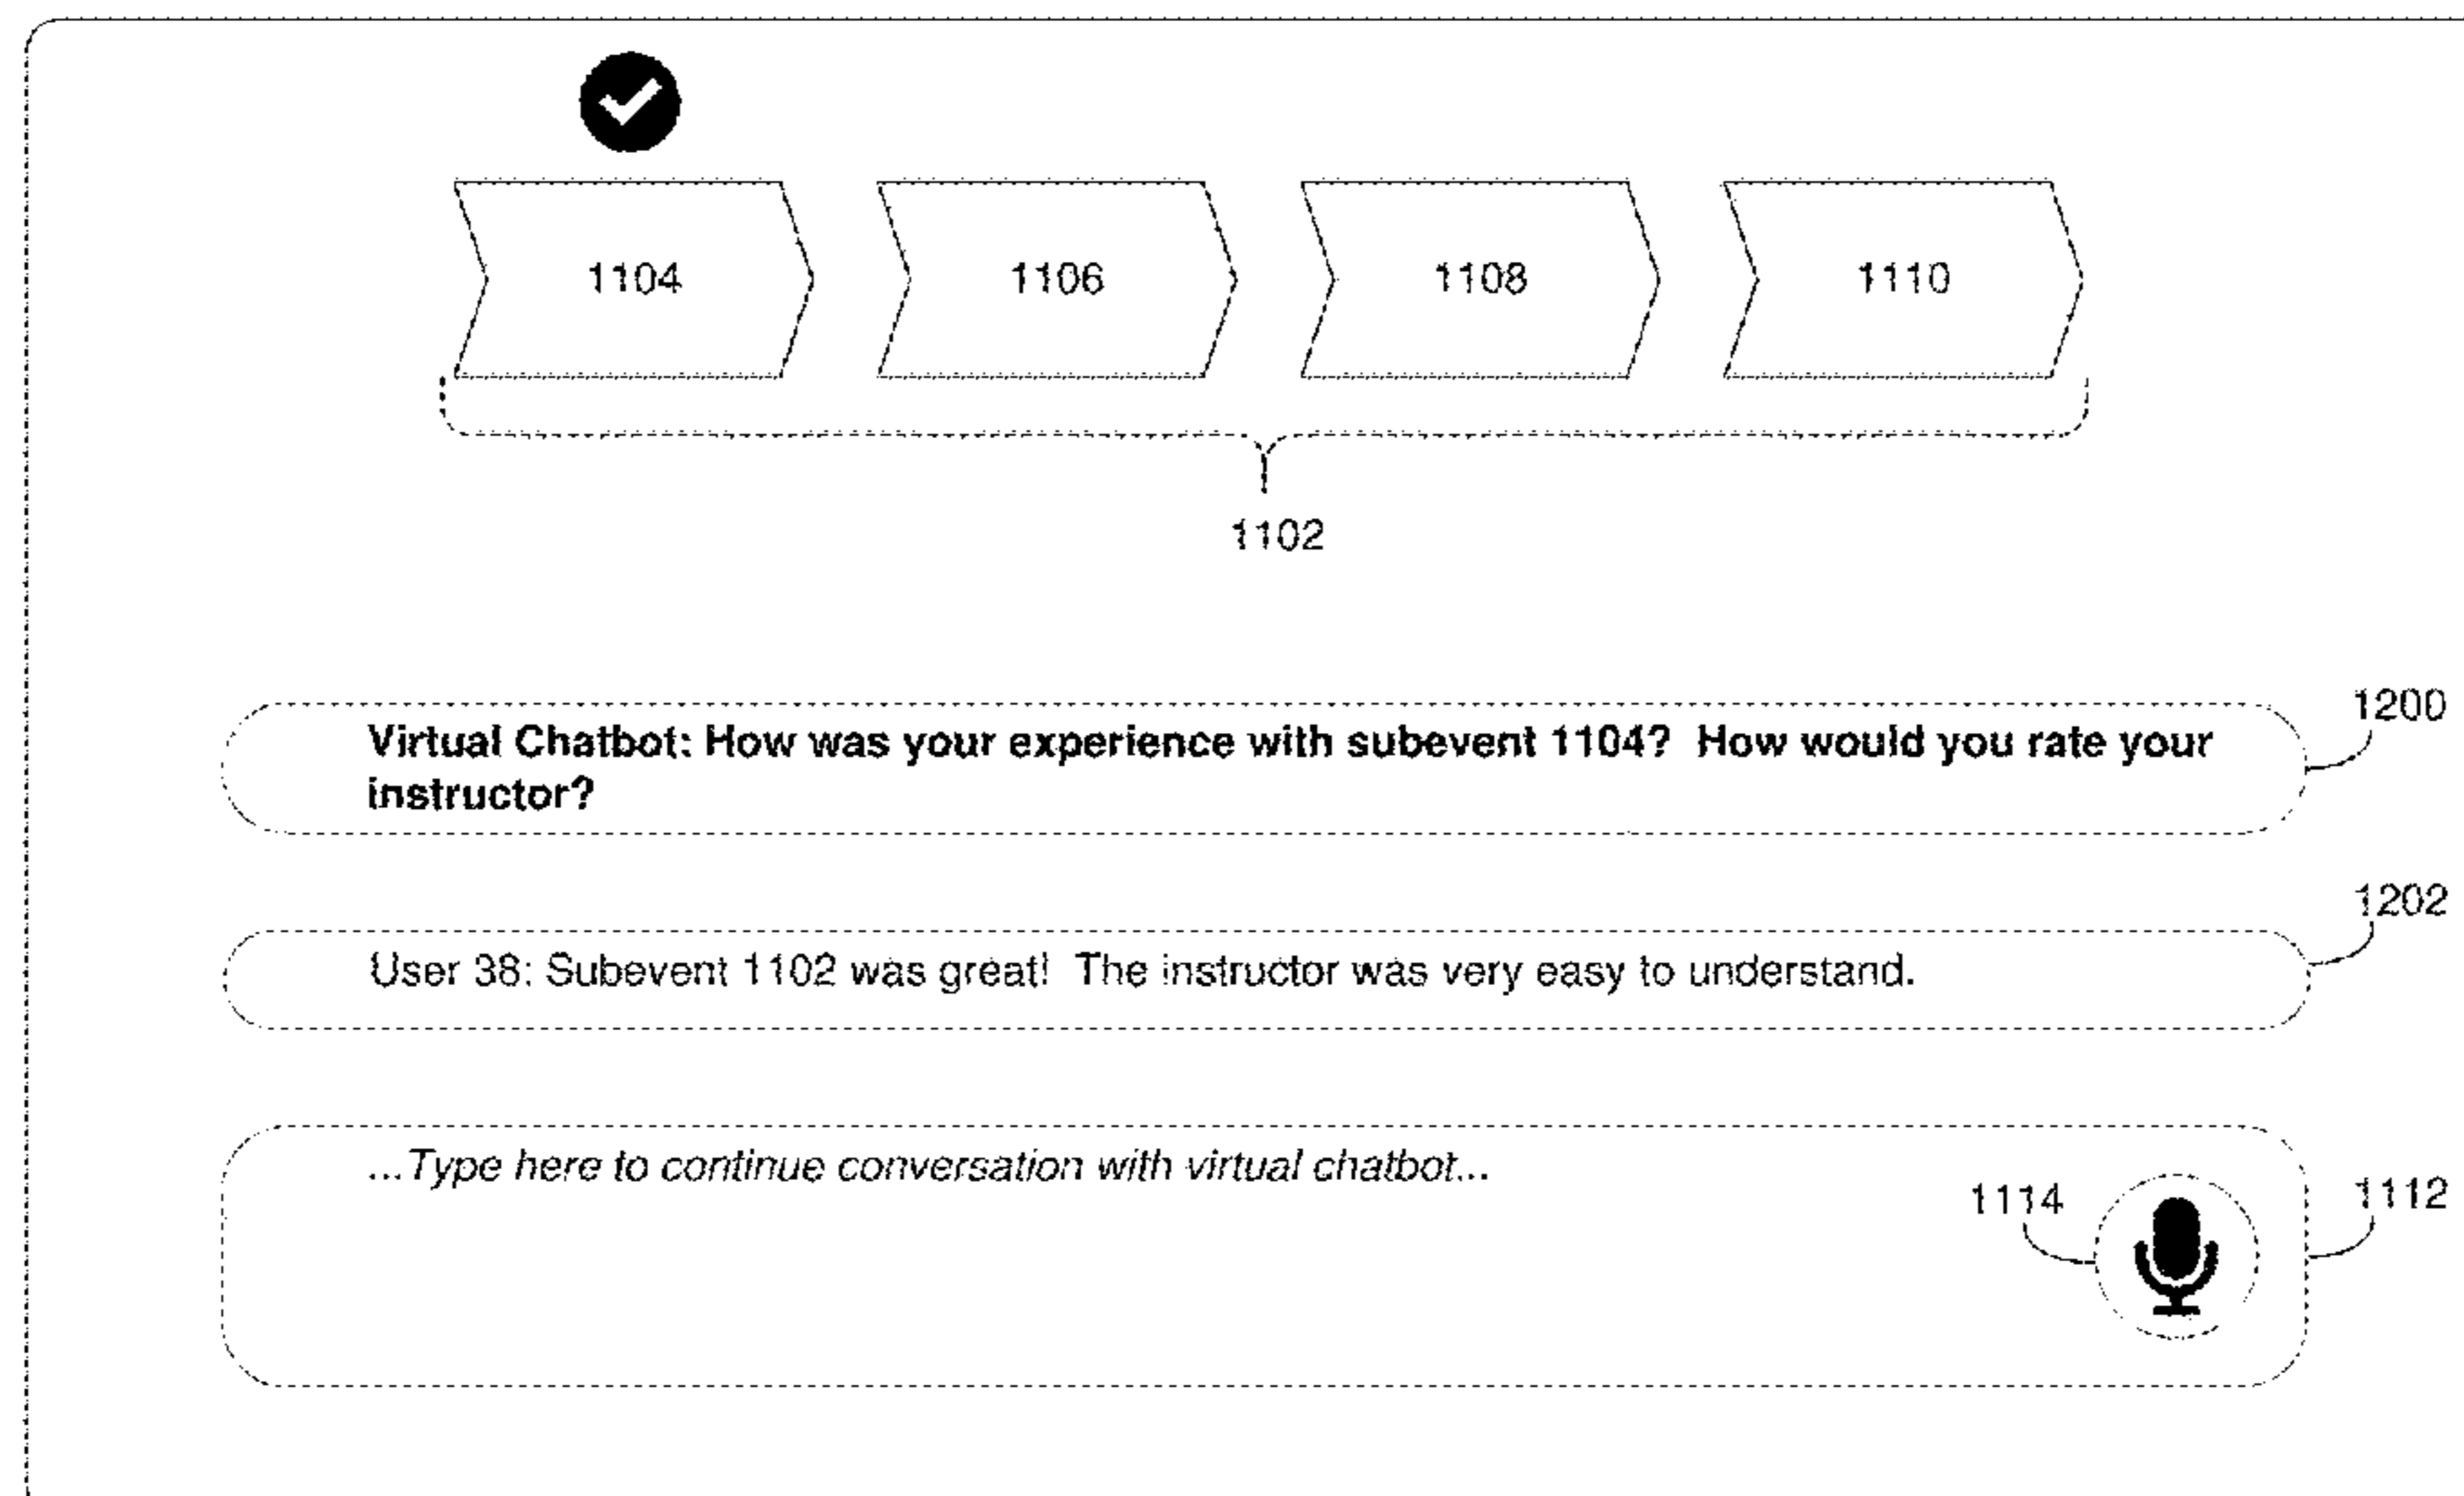 1104 1106 1108 1110
1102
1200
Virtual Chatbot: How was your experience with subevent 1104? How would you rate your
instructor?
1202
User 38: Subevent 1102 was great! The instructor was very easy to understand.
...Type here to continue conversation with virtual chatbot...
1114 1112